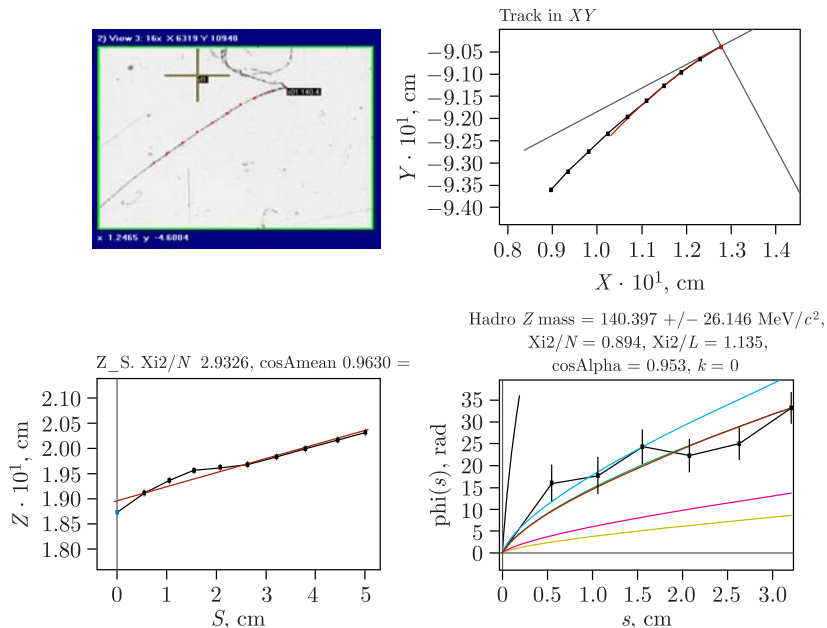 2) View 3: 16x X 6319 Y 10948
s01 140.4
x 1.2465 y -4.6004
Track in XY
Y · 10¹, cm
−9.05
−9.10
−9.15
−9.20
−9.25
−9.30
−9.35
−9.40
0.8 0.9 1.0 1.1 1.2 1.3 1.4
X · 10¹, cm
Z_S. Xi2/N 2.9326, cosAmean 0.9630 =
Z · 10¹, cm
2.10
2.05
2.00
1.95
1.90
1.85
1.80
0 1 2 3 4 5
S, cm
Hadro Z mass = 140.397 +/− 26.146 MeV/c²,
Xi2/N = 0.894, Xi2/L = 1.135,
cosAlpha = 0.953, k = 0
phi(s), rad
35
30
25
20
15
10
5
0
0 0.5 1.0 1.5 2.0 2.5 3.0
s, cm